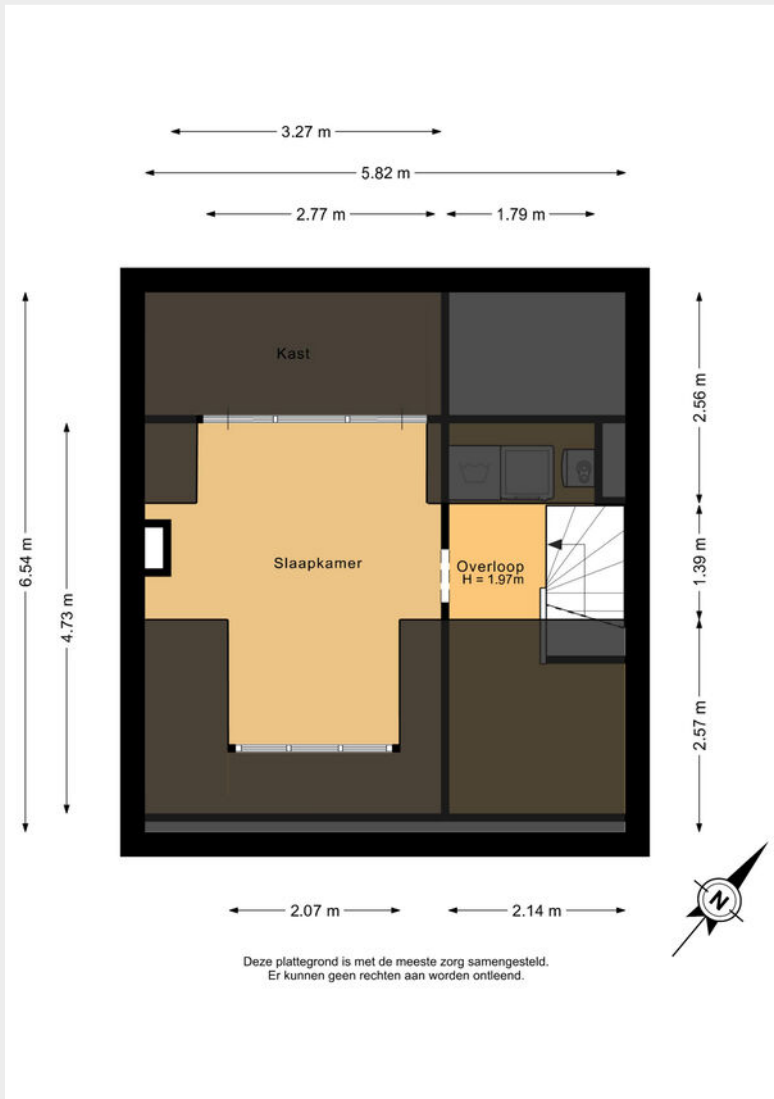 3.27 m
5.82 m
2.77 m
1.79 m
Kast
2.56 m
6.54 m
4.73 m
Slaapkamer
Overloop
H = 1.97m
1.39 m
2.57 m
2.07 m
2.14 m
N
Deze plattegrond is met de meeste zorg samengesteld.
Er kunnen geen rechten aan worden ontleend.